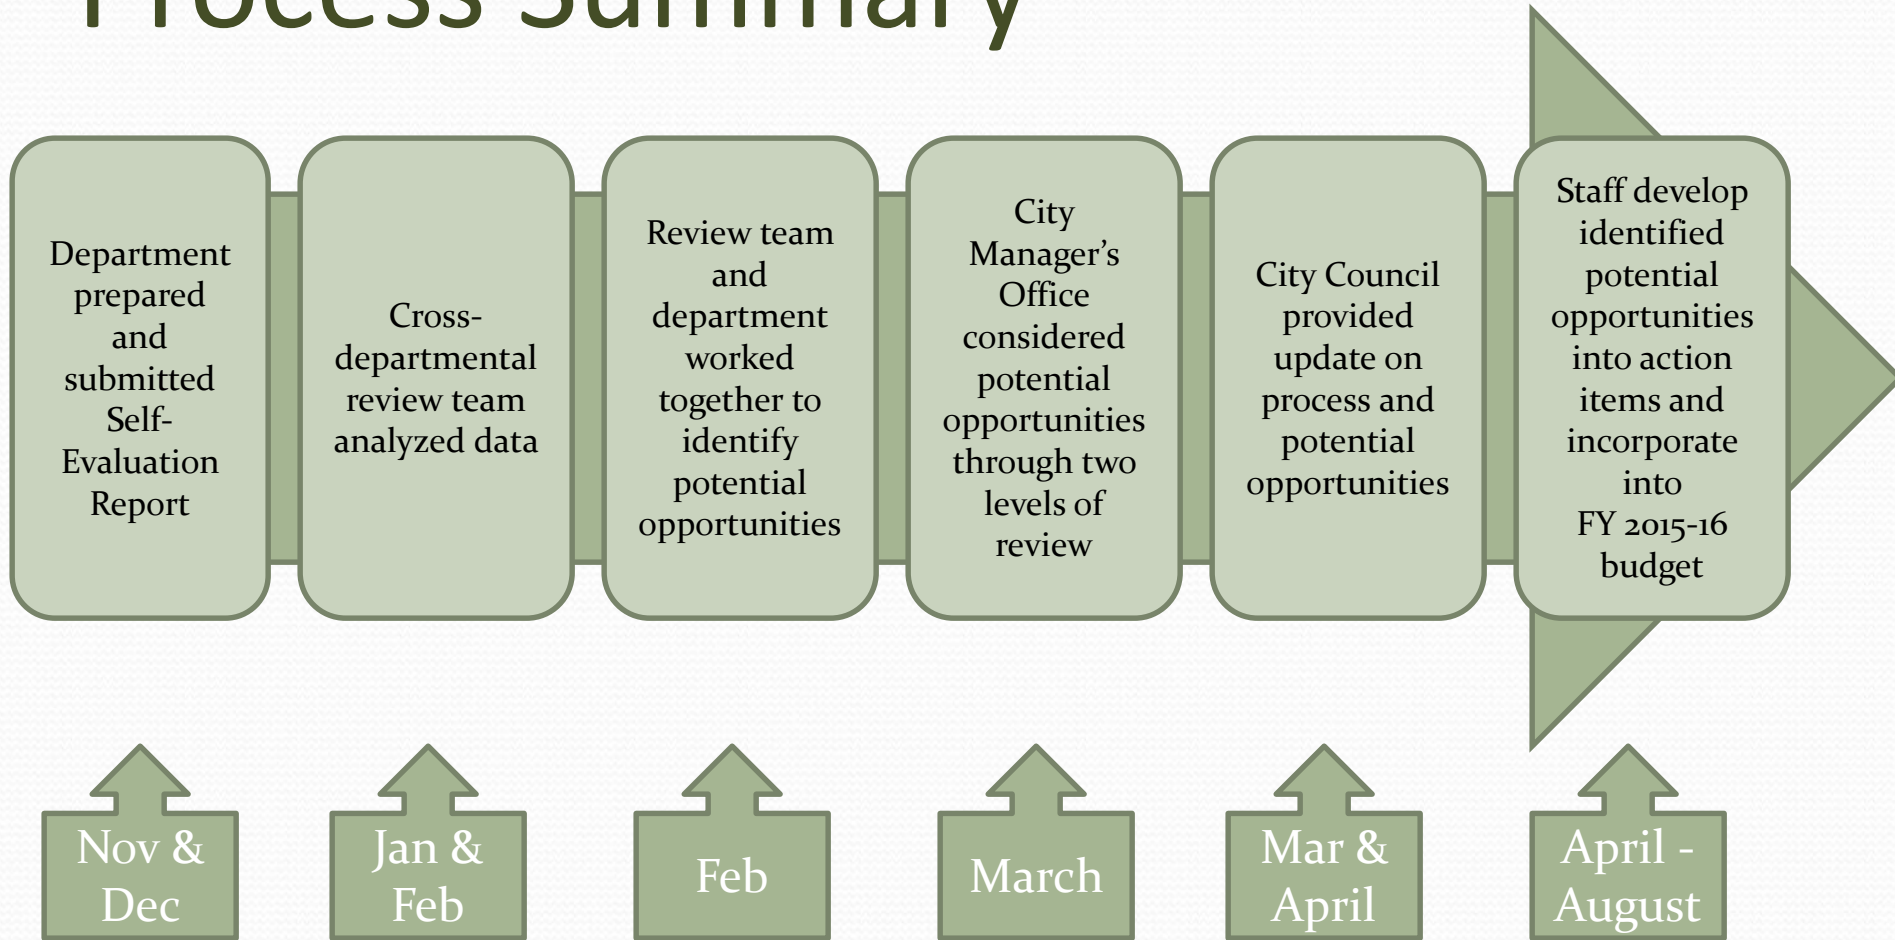 Process Summary
Department
prepared
and
submitted
Self-
Evaluation
Report
Cross-
departmental
review team
analyzed data
Review team
and
department
worked
together to
identify
potential
opportunities
City
Manager’s
Office
considered
potential
opportunities
through two
levels of
review
City Council
provided
update on
process and
potential
opportunities
Staff develop
identified
potential
opportunities
into action
items and
incorporate
into
FY 2015-16
budget
Nov &
Dec
Jan &
Feb
Feb
March
Mar &
April
April -
August